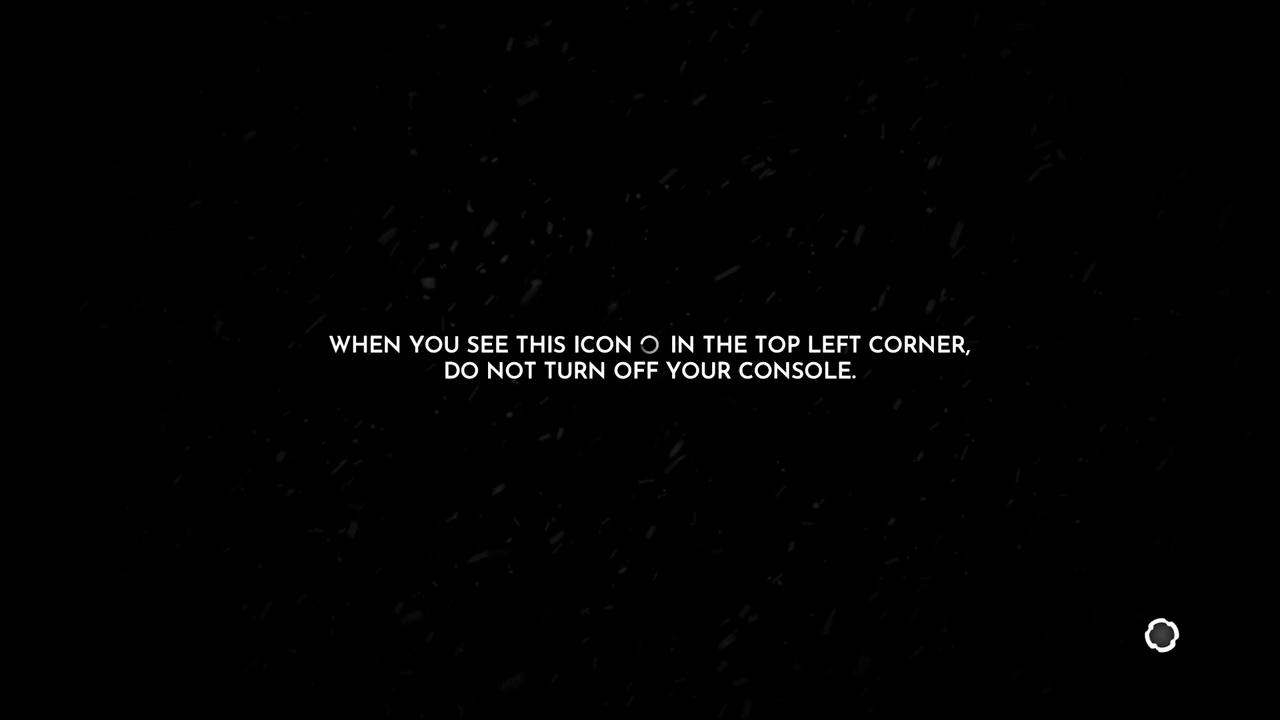 WHEN YOU SEE THIS ICON IN THE TOP LEFT CORNER,
DO NOT TURN OFF YOUR CONSOLE.